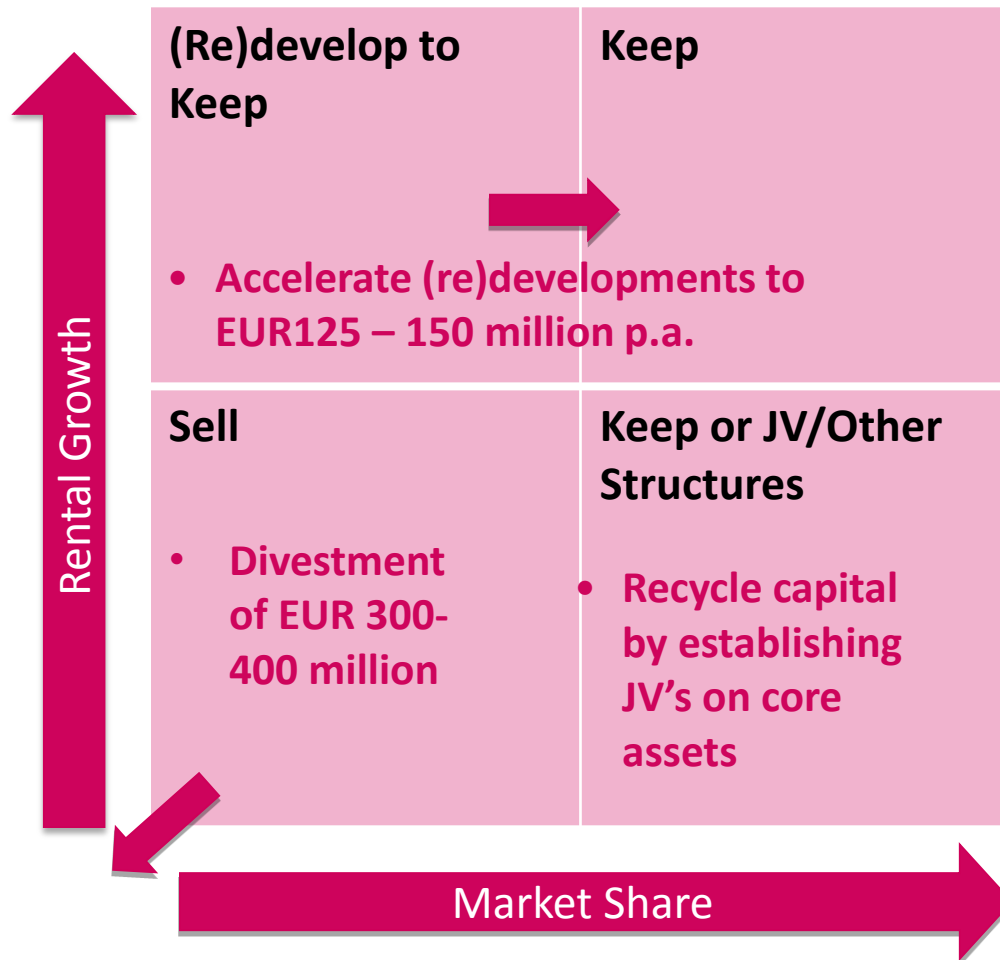 (Re)develop to
Keep
Keep
• Accelerate (re)developments to
EUR125 – 150 million p.a.
Sell
• Divestment
of EUR 300-
400 million
Keep or JV/Other
Structures
• Recycle capital
by establishing
JV's on core
assets
Rental Growth
Market Share